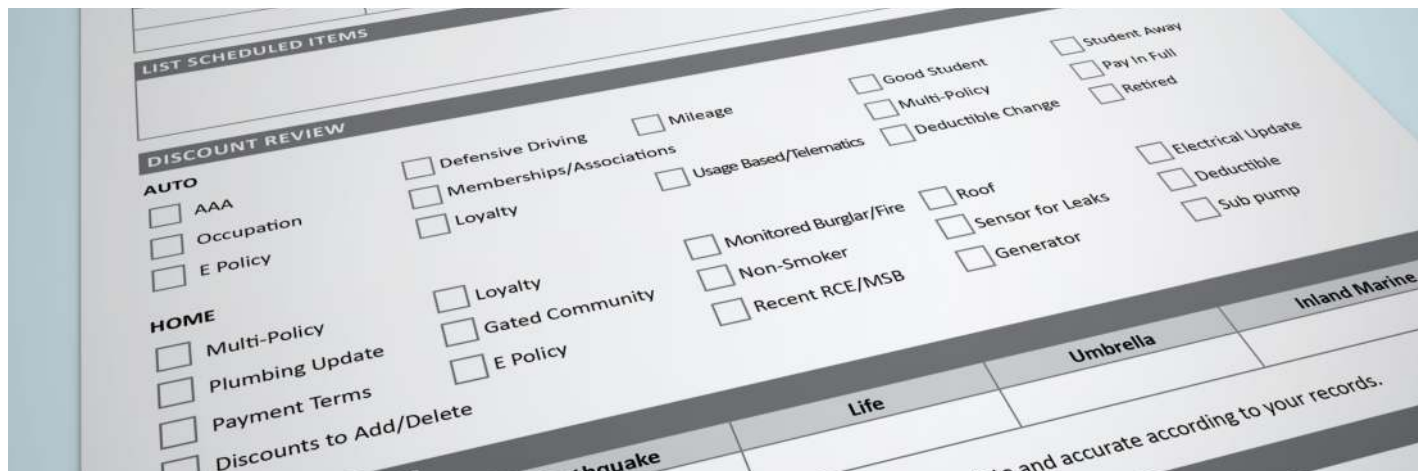 LIST SCHEDULED ITEMS
DISCOUNT REVIEW
AUTO
AAA Defensive Driving Mileage Good Student Student Away
Occupation Memberships/Associations Multi-Policy Pay In Full
E Policy Loyalty Usage Based/Telematics Deductible Change Retired
HOME
Multi-Policy Loyalty Monitored Burglar/Fire Roof Electrical Update
Plumbing Update Gated Community Non-Smoker Sensor for Leaks Deductible
Payment Terms E Policy Recent RCE/MSB Generator Sub pump
Discounts to Add/Delete
hquake Life Umbrella Inland Marine
and accurate according to your records.